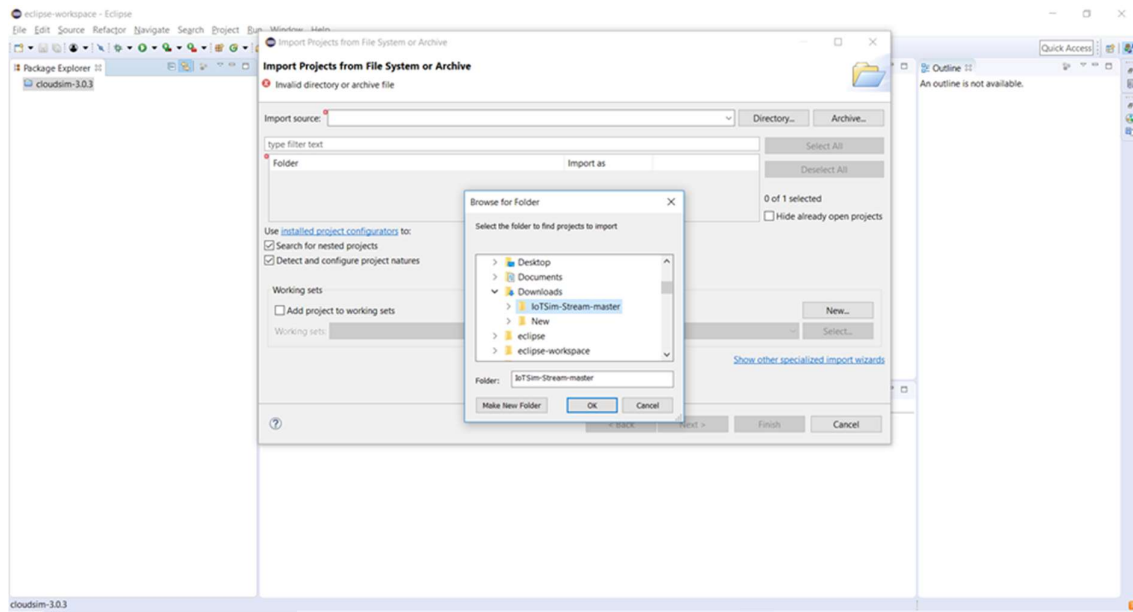 eclipse-workspace - Eclipse
File Edit Source Refactor Navigate Search Project Run Window Help
Quick Access
Package Explorer
cloudsim-3.0.3
Import Projects from File System or Archive
Import Projects from File System or Archive
Invalid directory or archive file
Import source:
Directory...
Archive...
type filter text
Select All
Folder
Import as
Deselect All
0 of 1 selected
Hide already open projects
Use installed project configurators to:
Search for nested projects
Detect and configure project natures
Working sets
Add project to working sets
New...
Working sets:
Select...
Show other specialized import wizards
< Back
Next >
Finish
Cancel
Browse for Folder
Select the folder to find projects to import
Desktop
Documents
Downloads
IoTSim-Stream-master
New
eclipse
eclipse-workspace
Folder: IoTSim-Stream-master
Make New Folder
OK
Cancel
Outline
An outline is not available.
cloudsim-3.0.3